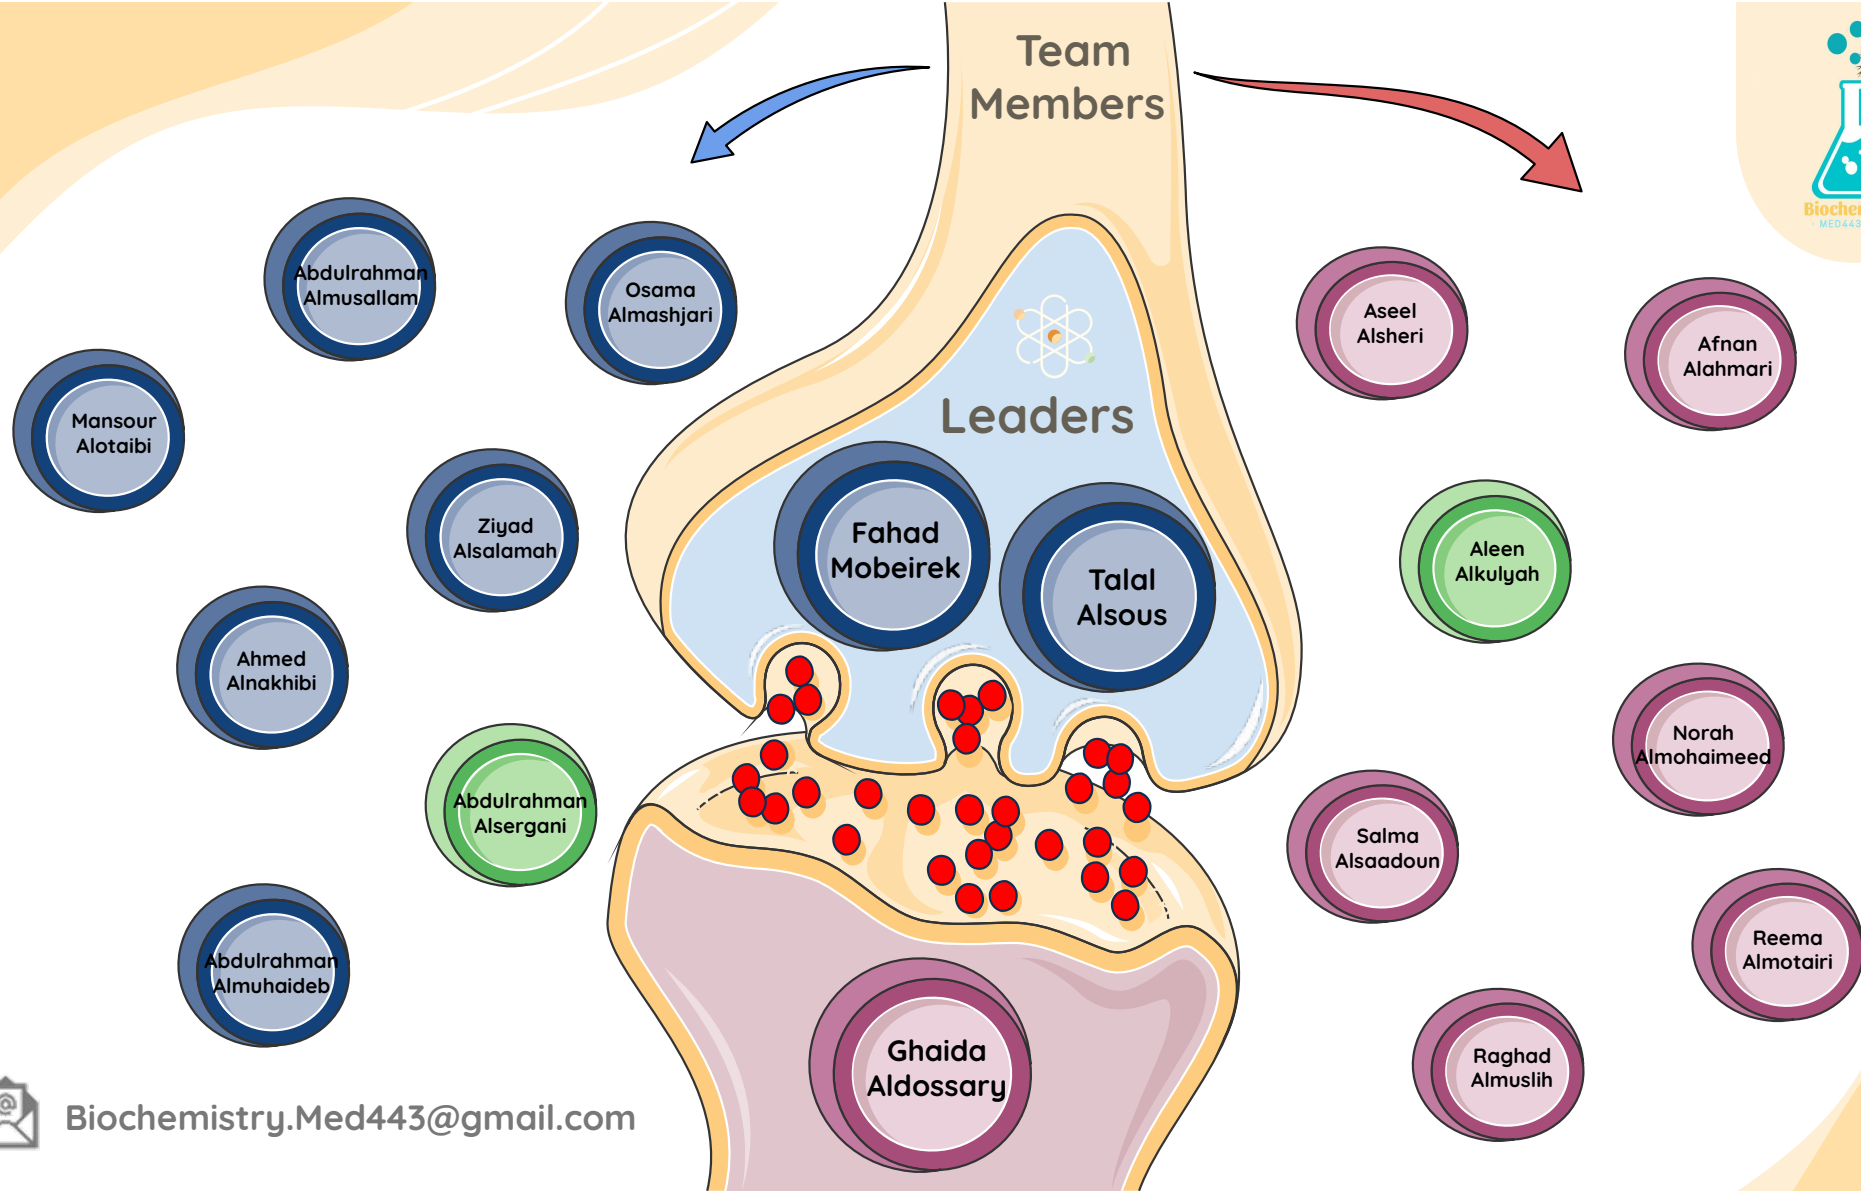 Team
Members
Leaders
Fahad
Mobeirek
Talal
Alsous
Ghaida
Aldossary
Abdulrahman
Almusallam
Osama
Almashjari
Mansour
Alotaibi
Ziyad
Alsalamah
Ahmed
Alnakhibi
Abdulrahman
Alsergani
Abdulrahman
Almuhaideb
Aseel
Alsheri
Afnan
Alahmari
Aleen
Alkulyah
Norah
Almohaimeed
Salma
Alsaadoun
Reema
Almotairi
Raghad
Almuslih
Biochemistry.Med443@gmail.com
MED443